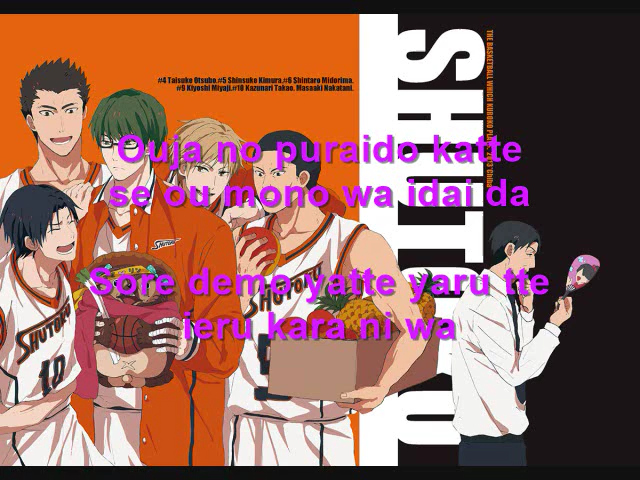 #4 Taisuke Otsubo.#5 Shinsuke Kimura.#6 Shintaro Midorima.
#9 Kiyoshi Miyaji.#10 Kazunari Takao. Masaaki Nakatani.
Ouja no puraido katte
se ou mono wa idai da
Sore demo yatte yaru tte
ieru kara ni wa
SHUTOKU
10
SHUTOKU
THE BASKETBALL WHICH KUROKO PLAYS